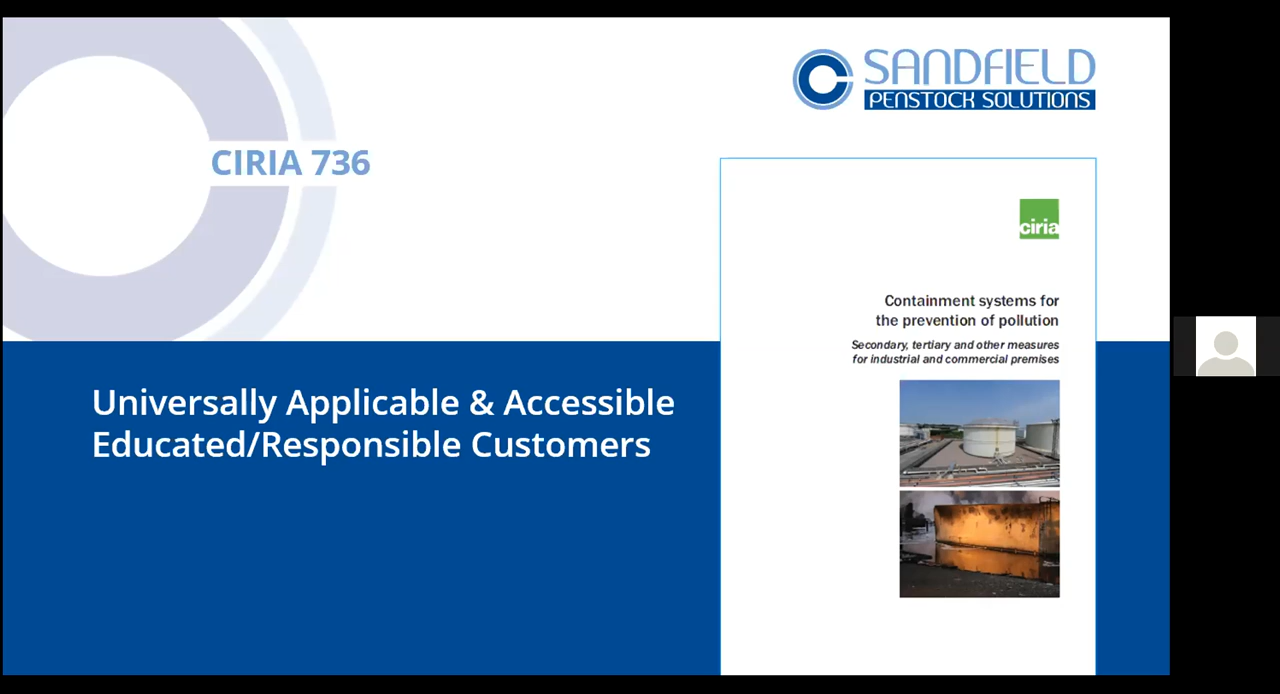 SANDFIELD
PENSTOCK SOLUTIONS
CIRIA 736
ciria
Containment systems for
the prevention of pollution
Secondary, tertiary and other measures
for industrial and commercial premises
Universally Applicable & Accessible
Educated/Responsible Customers